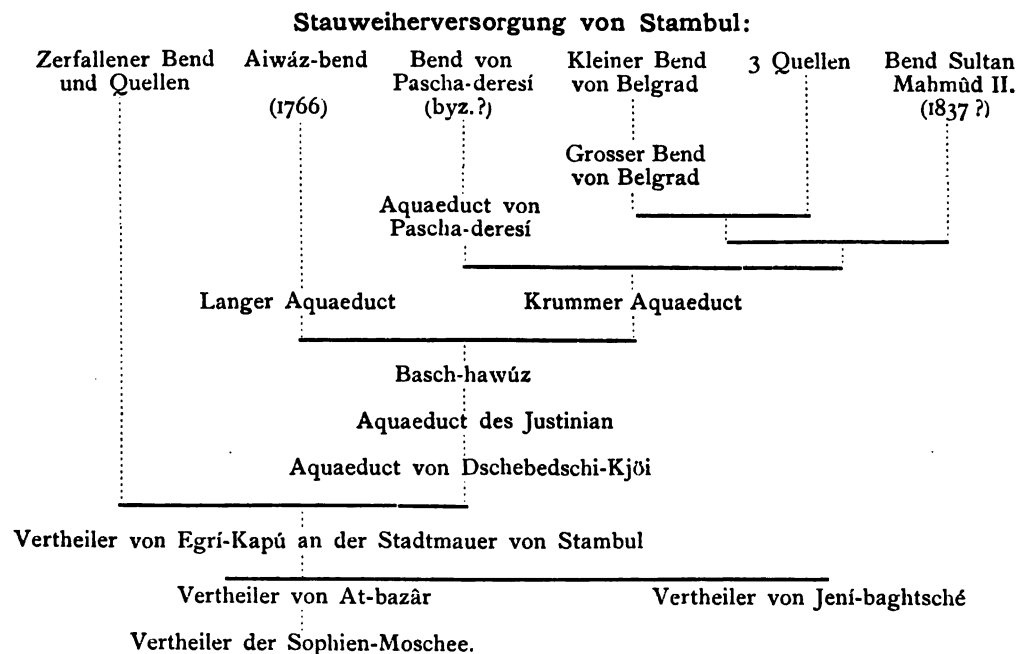 Stauweiherversorgung von Stambul:
Zerfallener Bend Aiwáz-bend Bend von Kleiner Bend 3 Quellen Bend Sultan
und Quellen Pascha-deresí von Belgrad Mahmûd II.
(1766) (byz.?) (1837 ?)
Grosser Bend
von Belgrad
Aquaeduct von
Pascha-deresí
Langer Aquaeduct Krummer Aquaeduct
Basch-hawúz
Aquaeduct des Justinian
Aquaeduct von Dschebedschi-Kjöi
Vertheiler von Egrí-Kapú an der Stadtmauer von Stambul
Vertheiler von At-bazâr Vertheiler von Jení-baghtsché
Vertheiler der Sophien-Moschee.